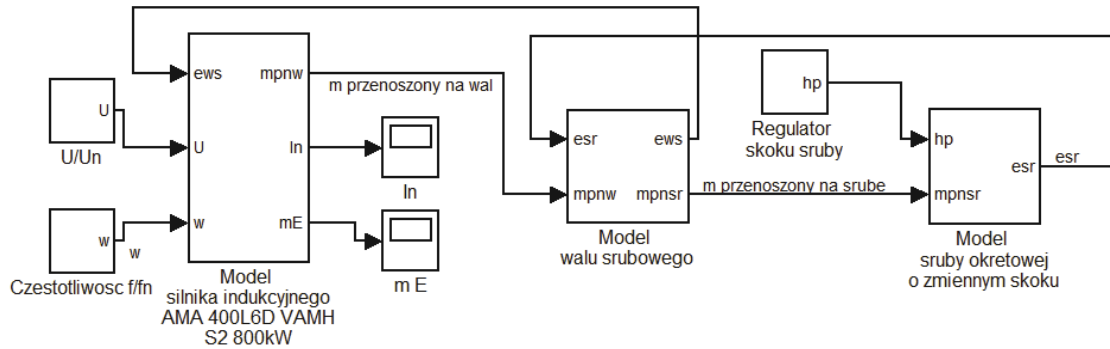 ews
mpnw
m przenoszony na wal
U
U/Un
U
In
In
w
w
Czestotliwosc f/fn
w
mE
m E
Model
silnika indukcyjnego
AMA 400L6D VAMH
S2 800kW
esr
ews
mpnw
mpnsr
m przenoszony na srube
Model
walu srubowego
hp
Regulator
skoku sruby
hp
esr
esr
mpnsr
Model
sruby okretowej
o zmiennym skoku